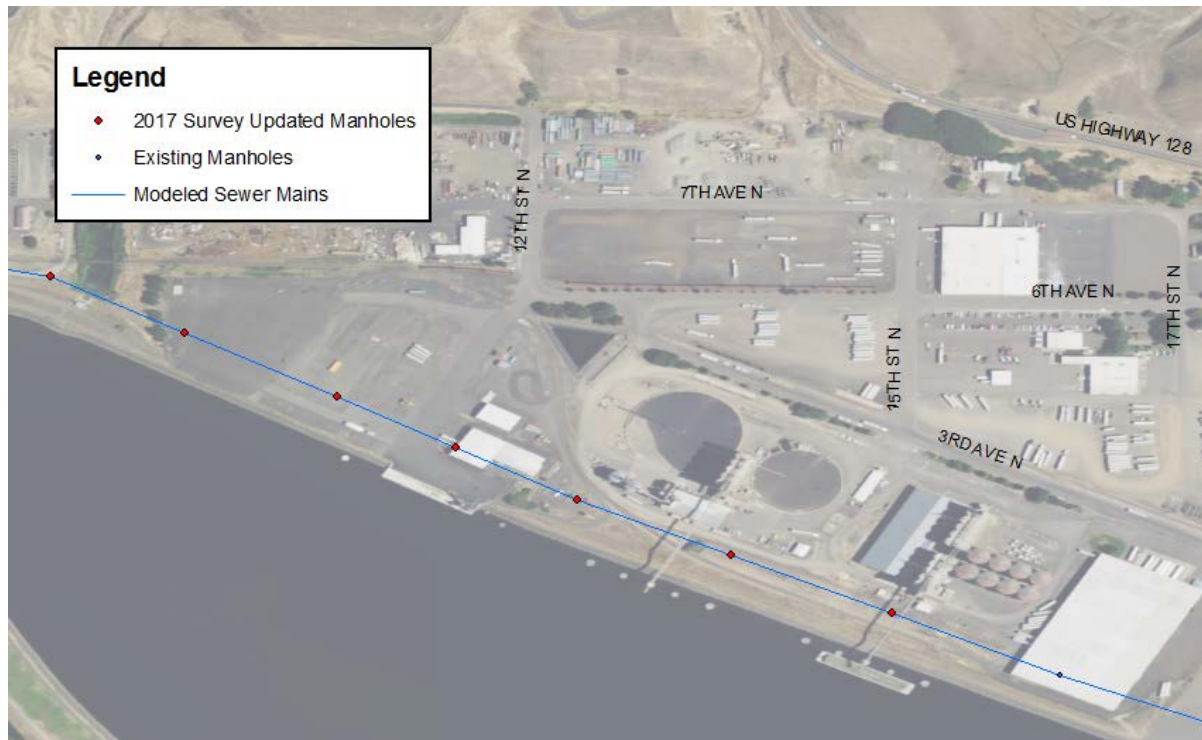 Legend
2017 Survey Updated Manholes
Existing Manholes
Modeled Sewer Mains
US HIGHWAY 128
7TH AVE N
12TH ST N
6TH AVE N
17TH ST N
15TH ST N
3RD AVE N